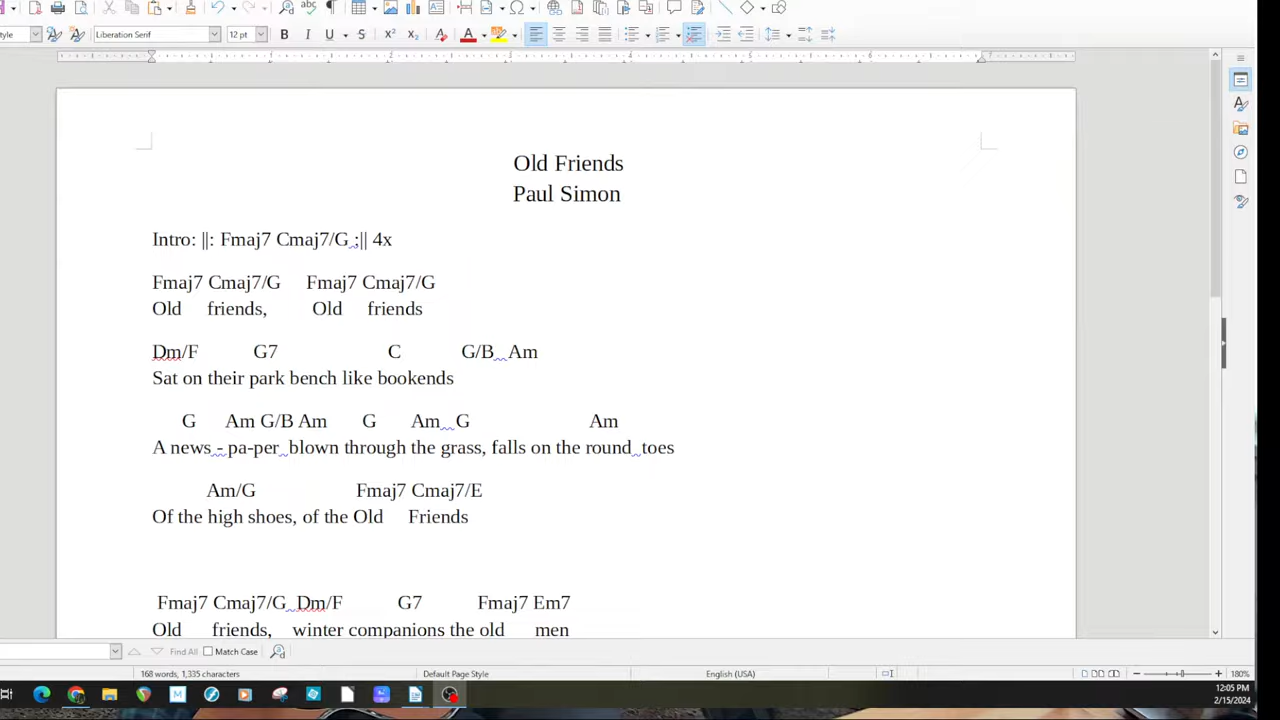 tyle
Liberation Serif
12 pt
Old Friends
Paul Simon
Intro: ||: Fmaj7 Cmaj7/G :|| 4x
Fmaj7 Cmaj7/G Fmaj7 Cmaj7/G
Old friends, Old friends
Dm/F G7 C G/B Am
Sat on their park bench like bookends
G Am G/B Am G Am G Am
A news - pa-per blown through the grass, falls on the round toes
Am/G Fmaj7 Cmaj7/E
Of the high shoes, of the Old Friends
Fmaj7 Cmaj7/G Dm/F G7 Fmaj7 Em7
Old friends, winter companions the old men
Find All Match Case
168 words, 1,335 characters Default Page Style English (USA) 180%
12:05 PM
2/15/2024